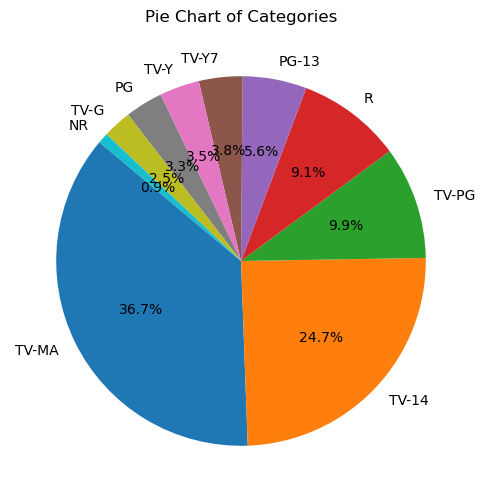 Pie Chart of Categories
TV-Y7
PG-13
TV-Y
PG
R
TV-G
NR
3.8%
5.6%
3.5%
3.3%
9.1%
2.5%
0.9%
TV-PG
9.9%
36.7%
24.7%
TV-MA
TV-14